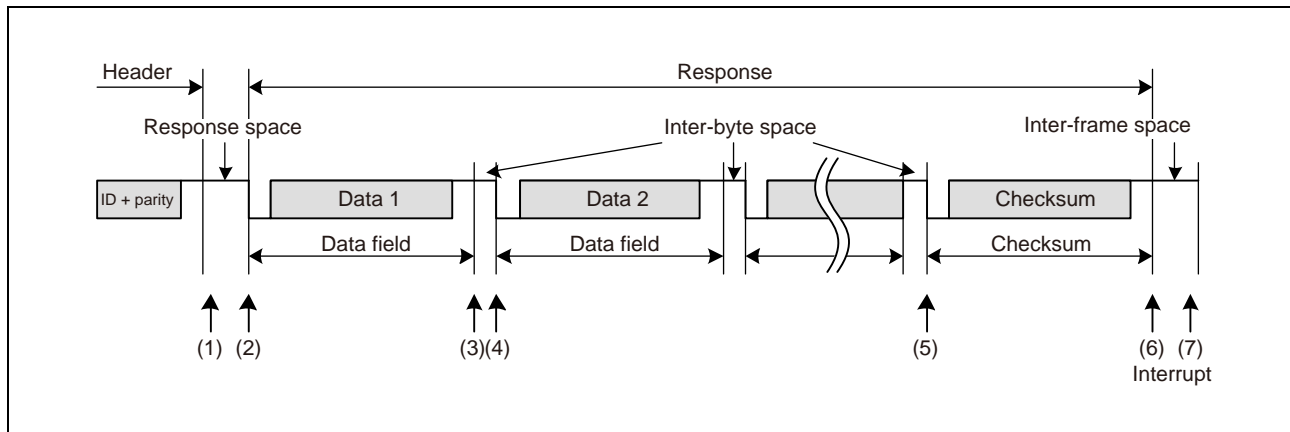 Header
Response
Response space
Inter-byte space
Inter-frame space
ID + parity
Data 1
Data 2
Checksum
Data field
Data field
Checksum
(1)
(2)
(3)
(4)
(5)
(6)
(7)
Interrupt